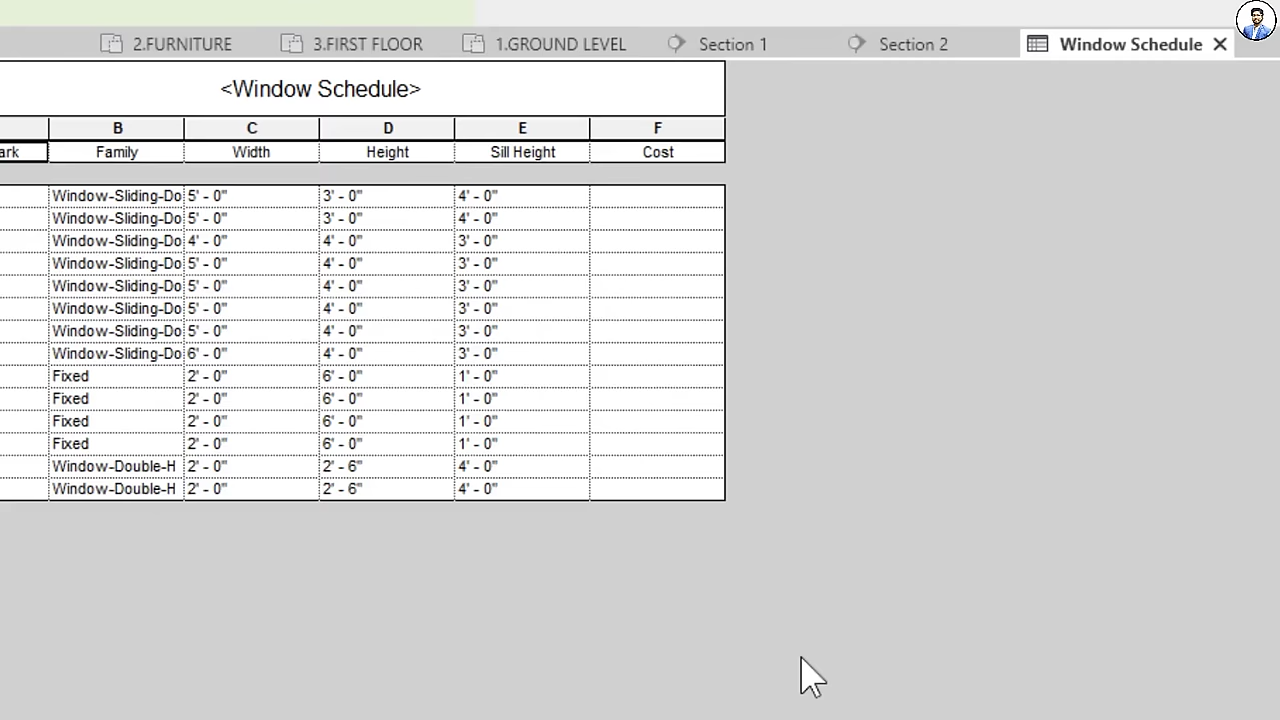 2.FURNITURE 3.FIRST FLOOR 1.GROUND LEVEL Section 1 Section 2 Window Schedule
<Window Schedule>
B C D E F
ark Family Width Height Sill Height Cost
Window-Sliding-Do 5' - 0" 3' - 0" 4' - 0"
Window-Sliding-Do 5' - 0" 3' - 0" 4' - 0"
Window-Sliding-Do 4' - 0" 4' - 0" 3' - 0"
Window-Sliding-Do 5' - 0" 4' - 0" 3' - 0"
Window-Sliding-Do 5' - 0" 4' - 0" 3' - 0"
Window-Sliding-Do 5' - 0" 4' - 0" 3' - 0"
Window-Sliding-Do 5' - 0" 4' - 0" 3' - 0"
Window-Sliding-Do 6' - 0" 4' - 0" 3' - 0"
Fixed 2' - 0" 6' - 0" 1' - 0"
Fixed 2' - 0" 6' - 0" 1' - 0"
Fixed 2' - 0" 6' - 0" 1' - 0"
Fixed 2' - 0" 6' - 0" 1' - 0"
Window-Double-H 2' - 0" 2' - 6" 4' - 0"
Window-Double-H 2' - 0" 2' - 6" 4' - 0"